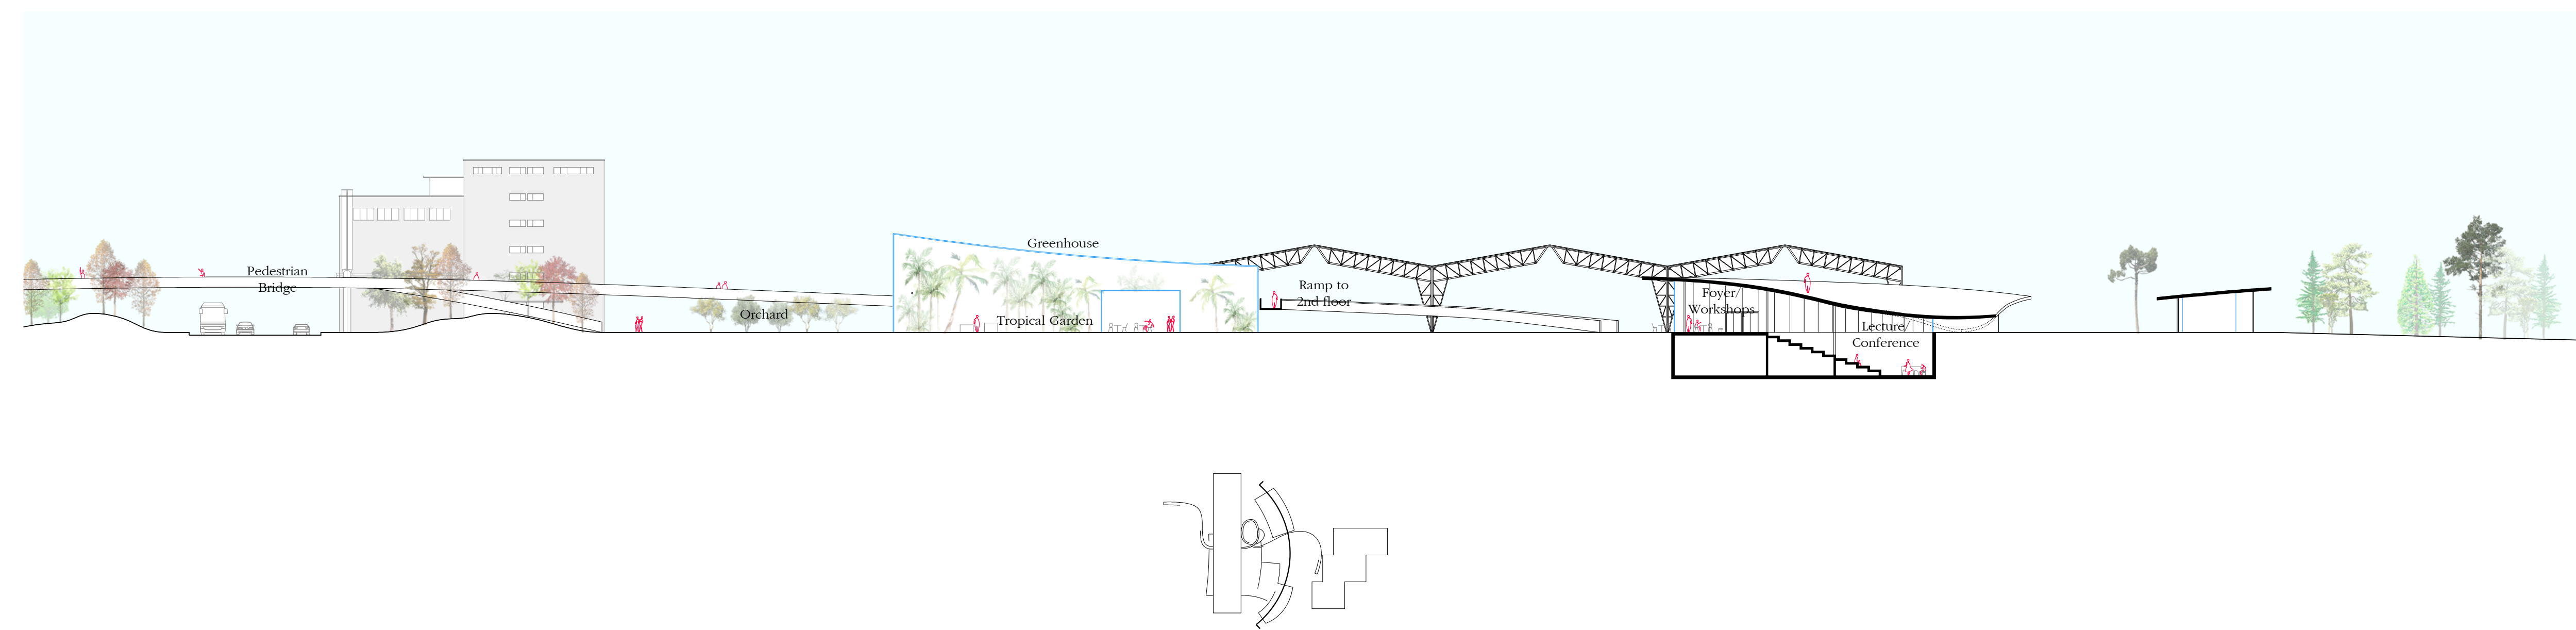 Pedestrian
Bridge
Orchard
Greenhouse
Tropical Garden
Ramp to
2nd floor
Foyer/
Workshops
Lecture/
Conference